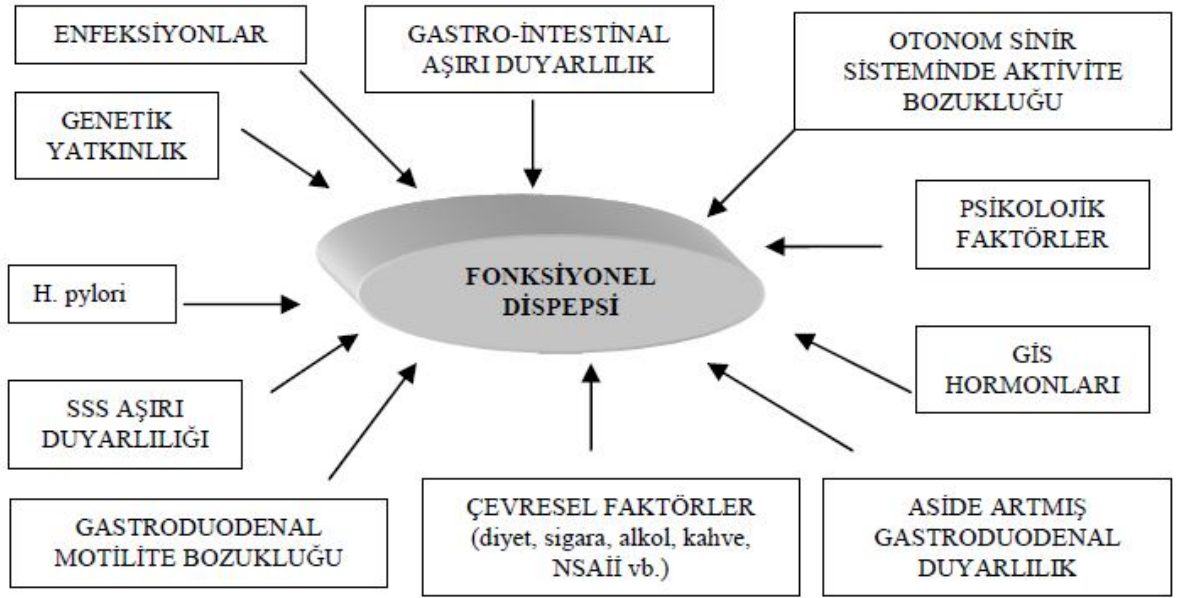 ENFEKSİYONLAR
GASTRO-İNTESTİNAL
AŞIRI DUYARLILIK
OTONOM SİNİR
SİSTEMİNDE AKTİVİTE
BOZUKLUĞU
GENETİK
YATKINLIK
PSİKOLOJİK
FAKTÖRLER
FONKSİYONEL
DİSPEPSİ
H. pylori
GİS
HORMONLARI
SSS AŞIRI
DUYARLILIĞI
GASTRODUODENAL
MOTİLİTE BOZUKLUĞU
ÇEVRESEL FAKTÖRLER
(diyet, sigara, alkol, kahve,
NSAİİ vb.)
ASİDE ARTMIŞ
GASTRODUODENAL
DUYARLILIK